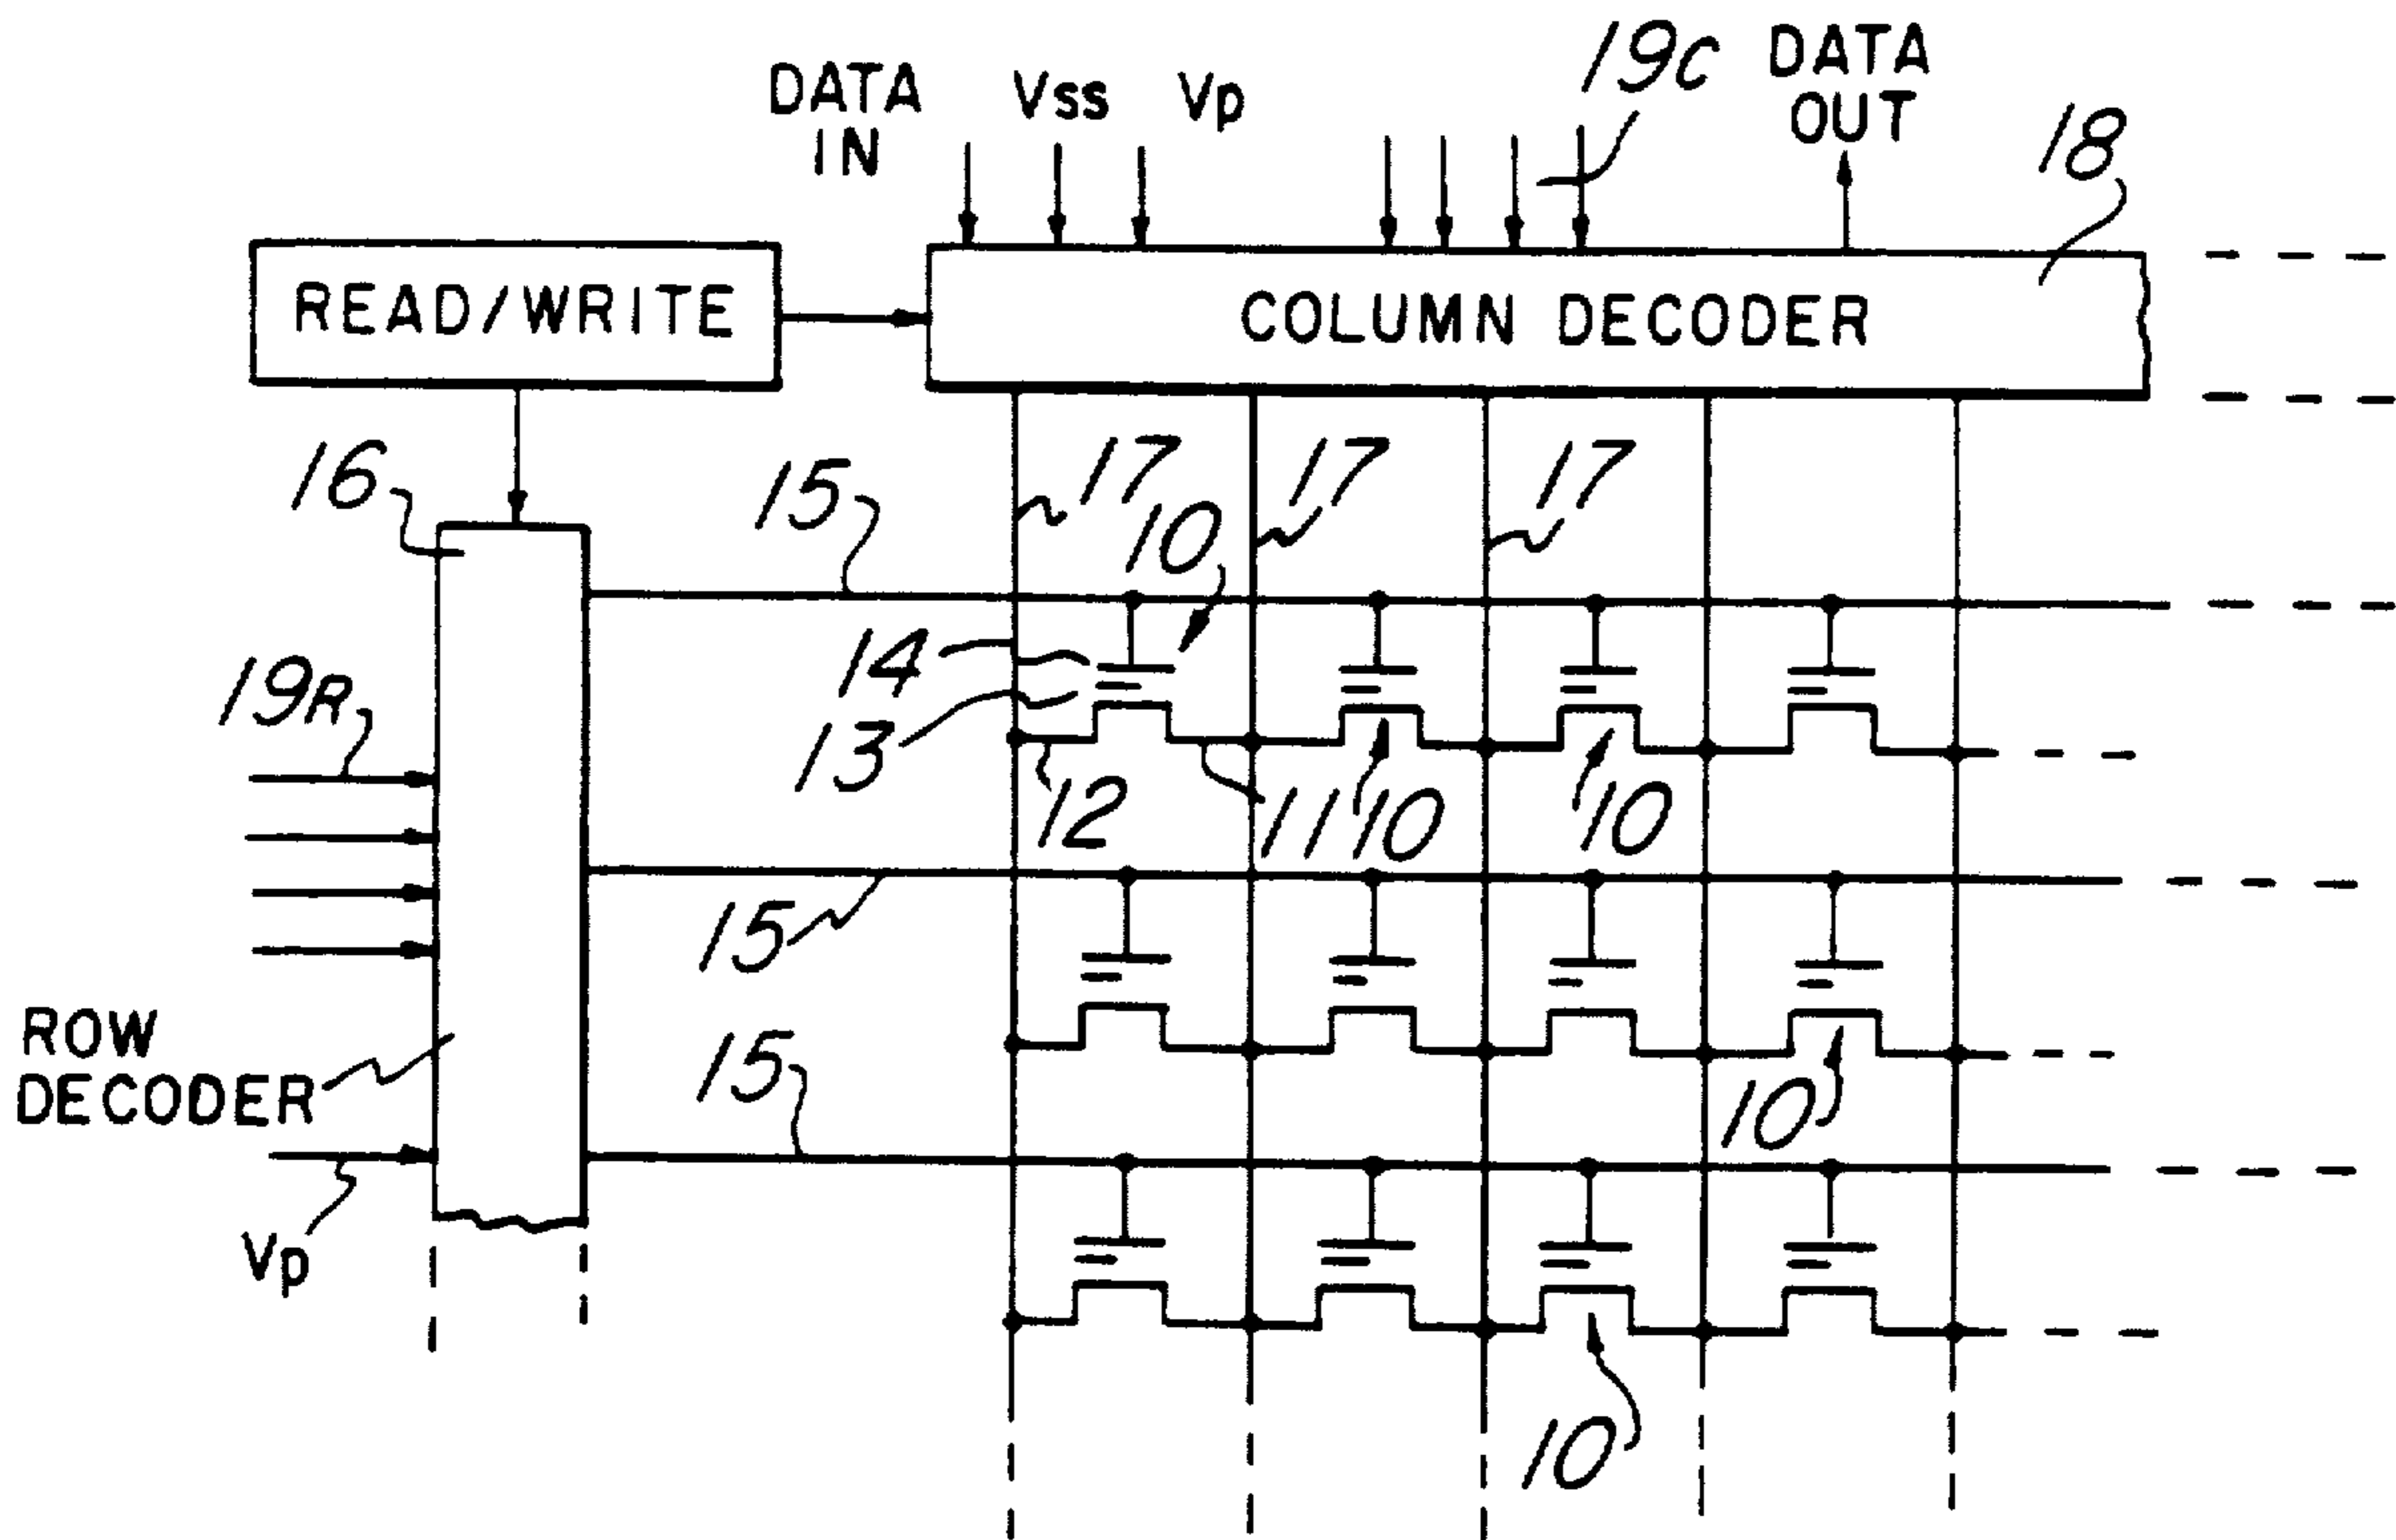 DATA
IN
Vss
Vp
19C
DATA
OUT
18
READ/WRITE
COLUMN DECODER
16
15
17
17
17
10
14
13
19R
12
11
10
10
15
ROW
DECODER
15
10
Vp
10